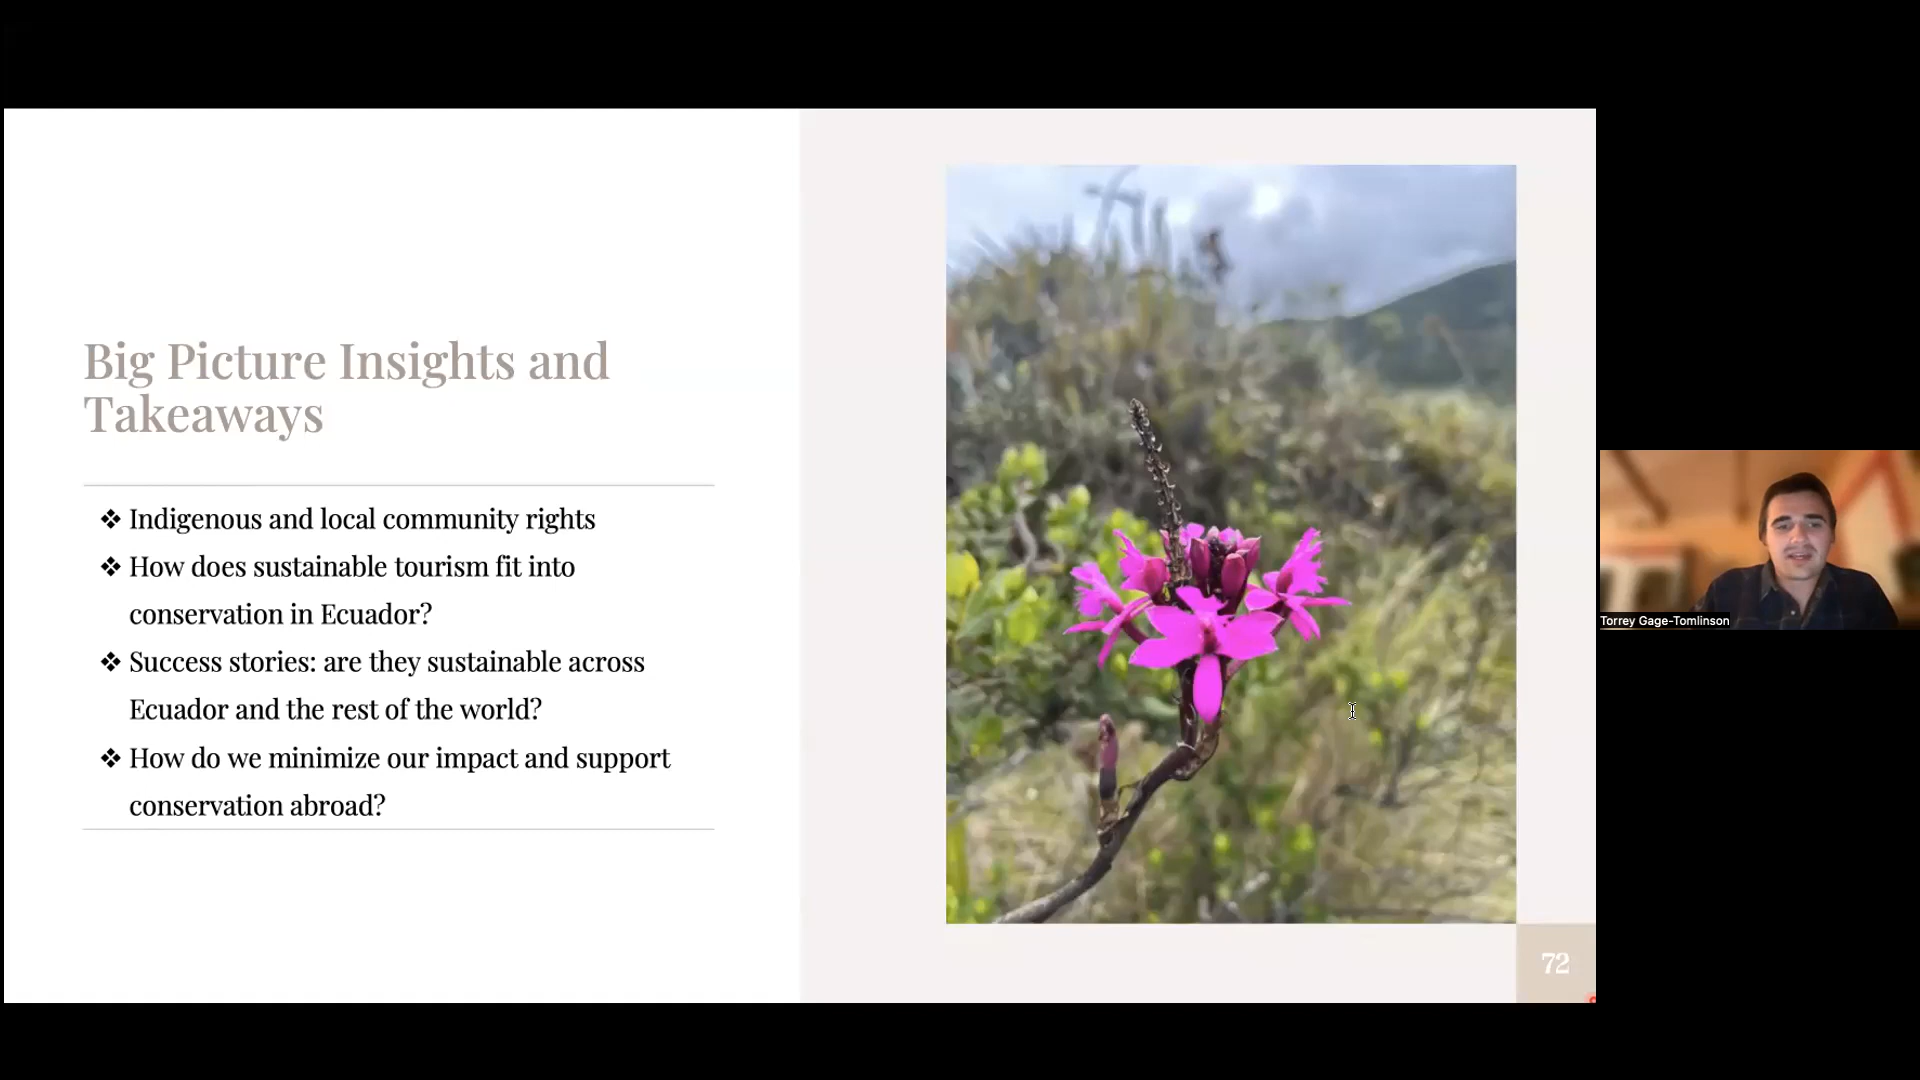 Big Picture Insights and
Takeaways
❖ Indigenous and local community rights
❖ How does sustainable tourism fit into
conservation in Ecuador?
❖ Success stories: are they sustainable across
Ecuador and the rest of the world?
❖ How do we minimize our impact and support
conservation abroad?
72
Torrey Gage-Tomlinson